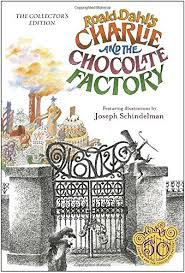 THE COLLECTOR'S
EDITION
Roald Dahl's
CHARLIE
AND THE
CHOCOLATE
FACTORY
Featuring illustrations by
Joseph Schindelman
WONKA
50